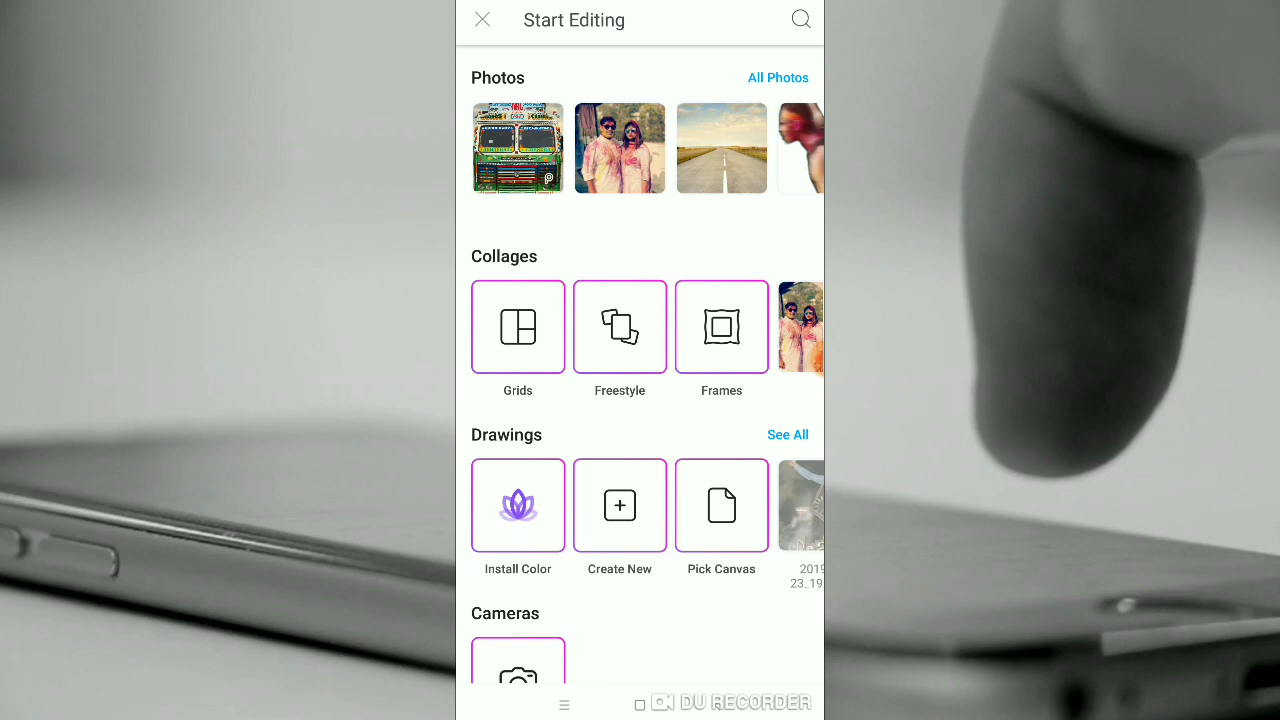 Start Editing
Photos
All Photos
Collages
Grids
Freestyle
Frames
Drawings
See All
Install Color
Create New
Pick Canvas
2019
23_19
Cameras
DU RECORDER